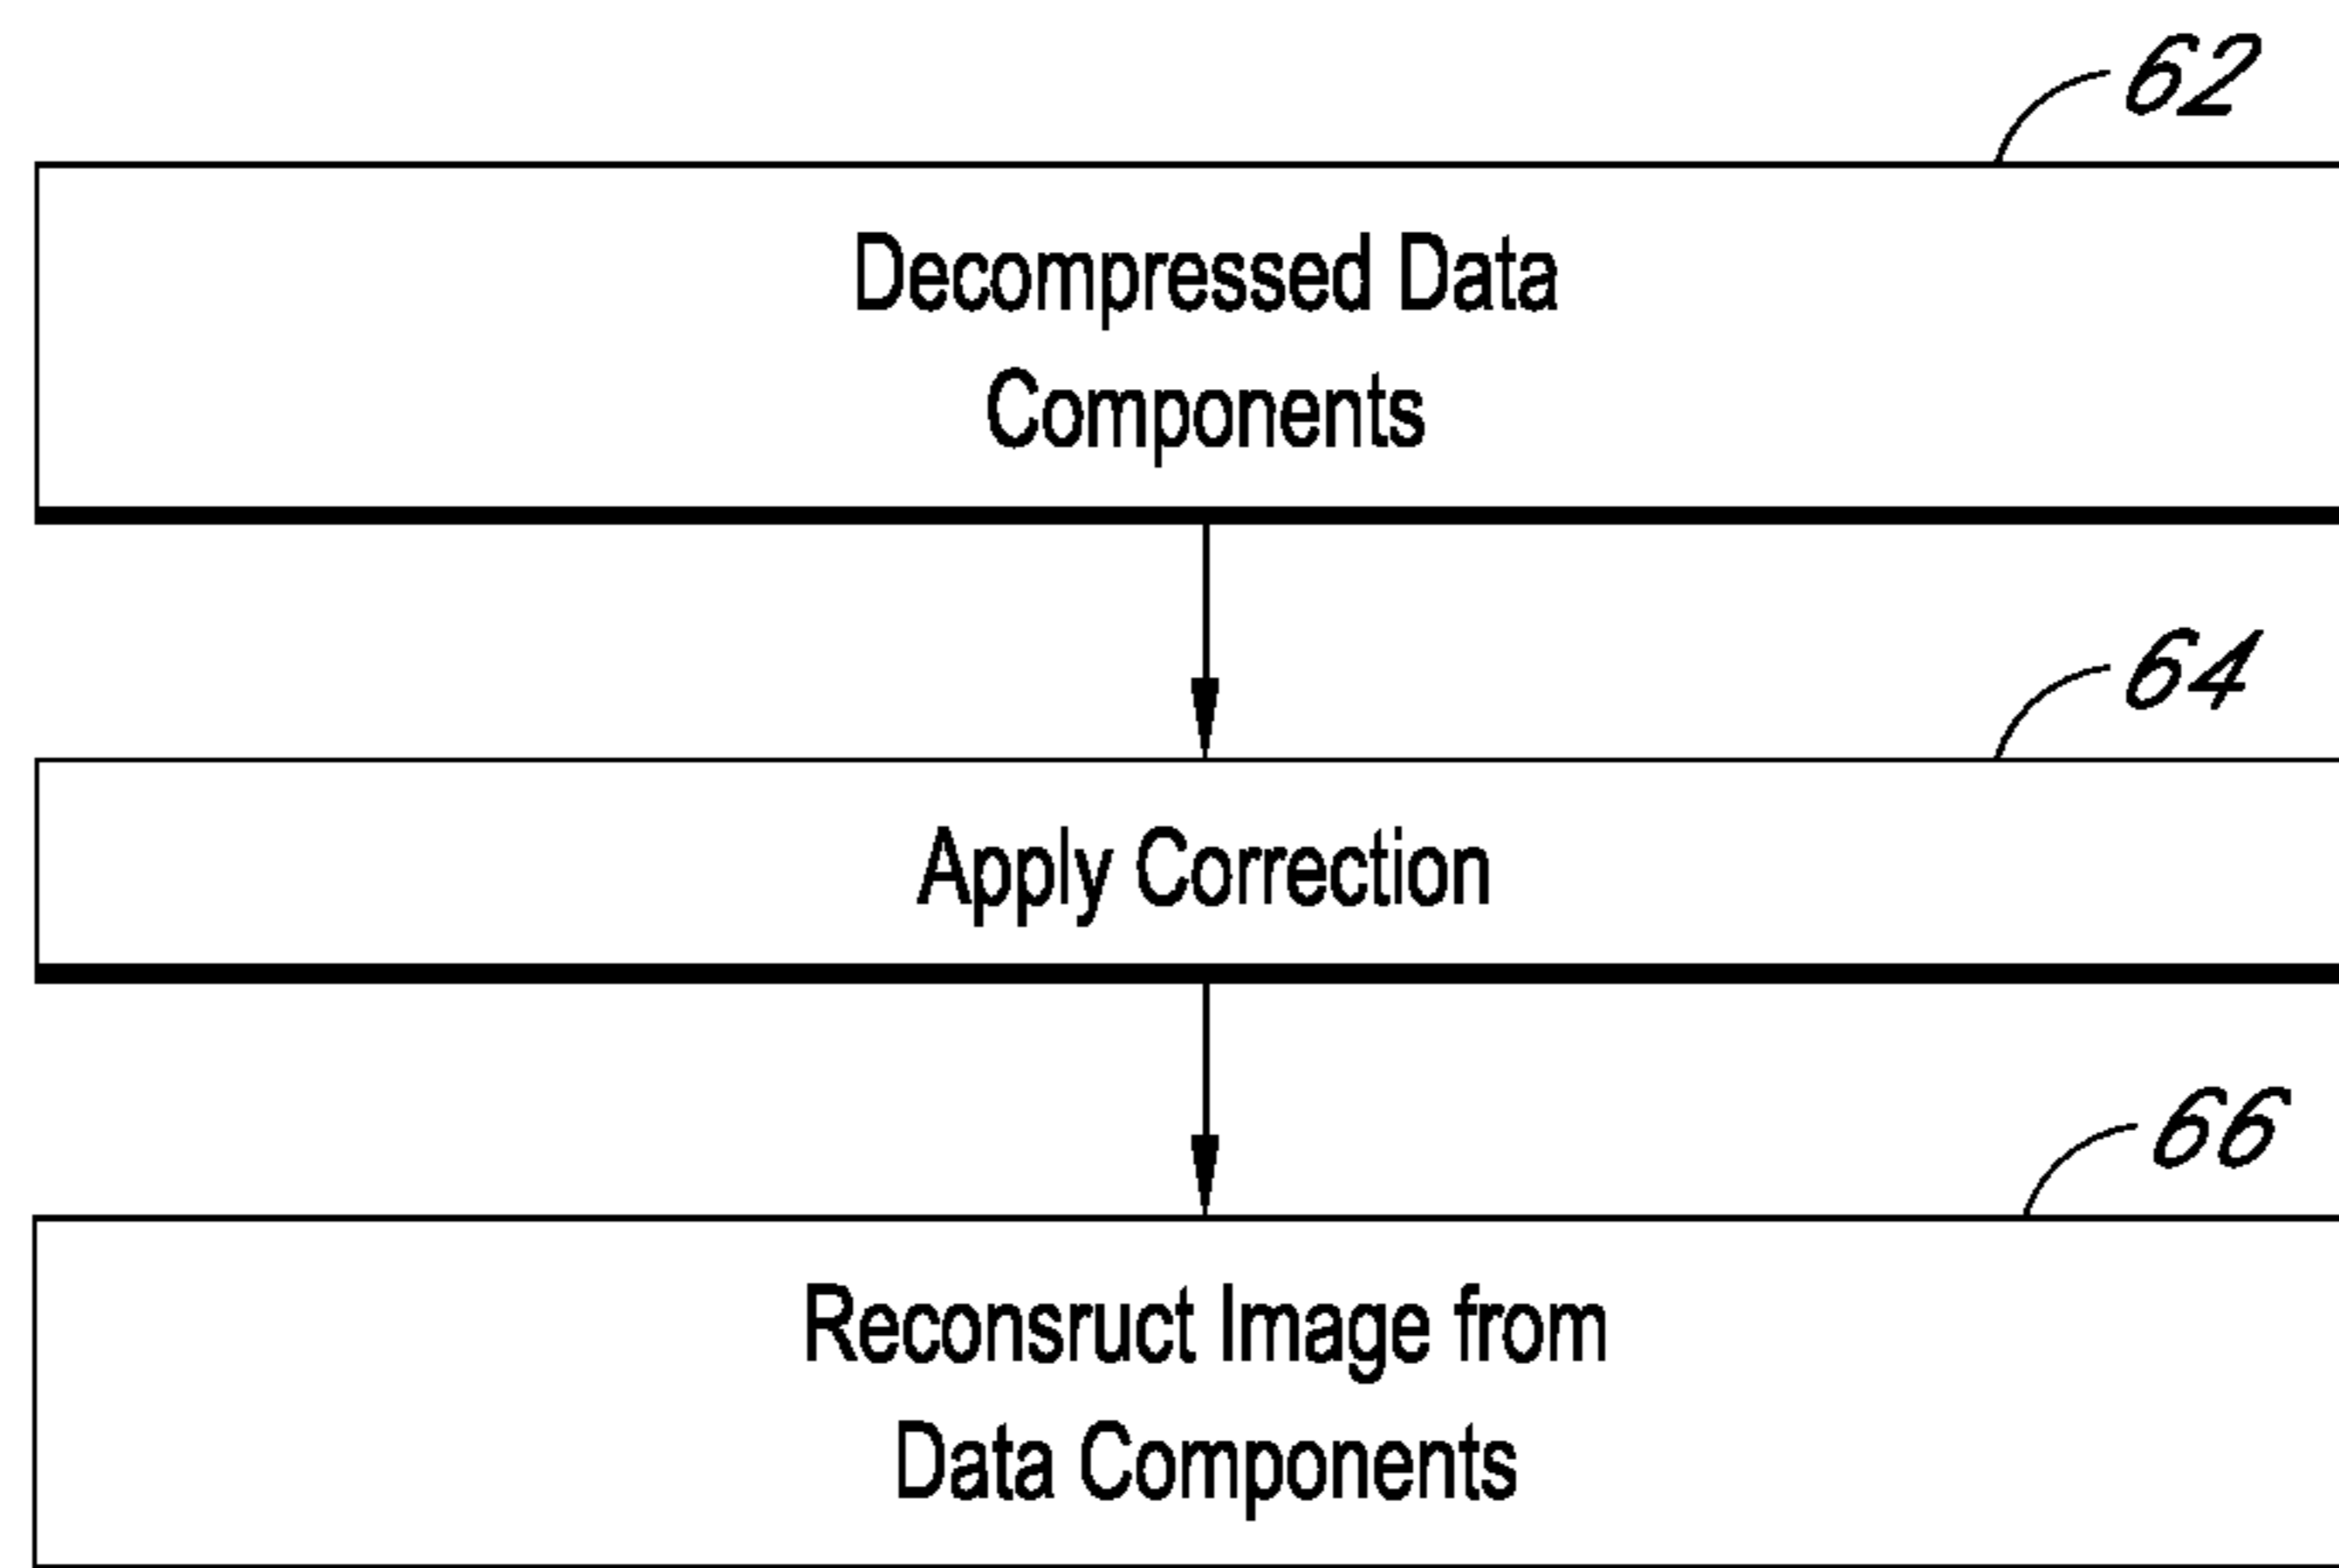 62
Decompressed Data
Components
64
Apply Correction
66
Reconsruct Image from
Data Components